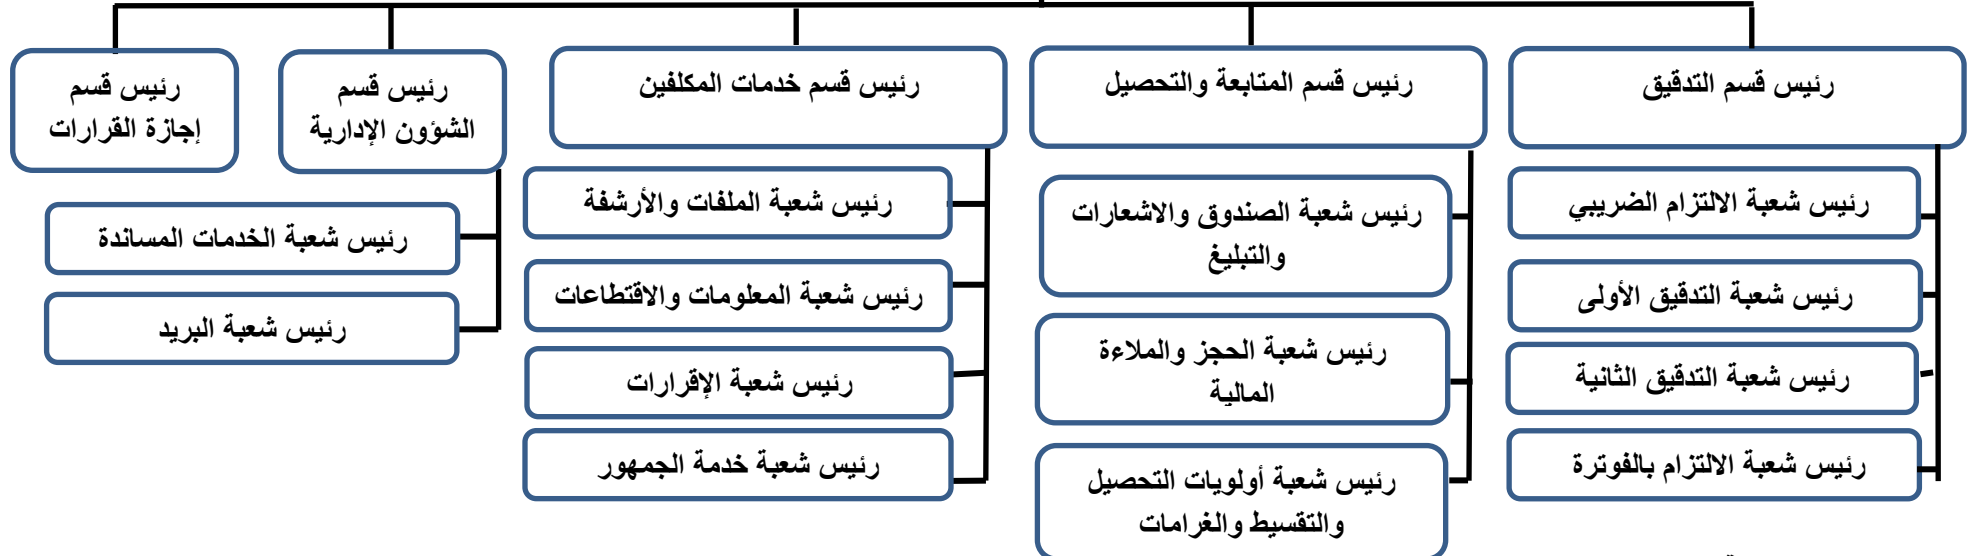 رئيس قسم التدقيق
رئيس قسم المتابعة والتحصيل
رئيس قسم خدمات المكلفين
رئيس قسم
الشؤون الإدارية
رئيس قسم
إجازة القرارات
رئيس شعبة الالتزام الضريبي
رئيس شعبة التدقيق الأولى
رئيس شعبة التدقيق الثانية
رئيس شعبة الالتزام بالفوترة
رئيس شعبة الصندوق والاشعارات
والتبليغ
رئيس شعبة الحجز والملاءة
المالية
رئيس شعبة أولويات التحصيل
والتقسيط والغرامات
رئيس شعبة الملفات والأرشفة
رئيس شعبة المعلومات والاقتطاعات
رئيس شعبة الإقرارات
رئيس شعبة خدمة الجمهور
رئيس شعبة الخدمات المساندة
رئيس شعبة البريد